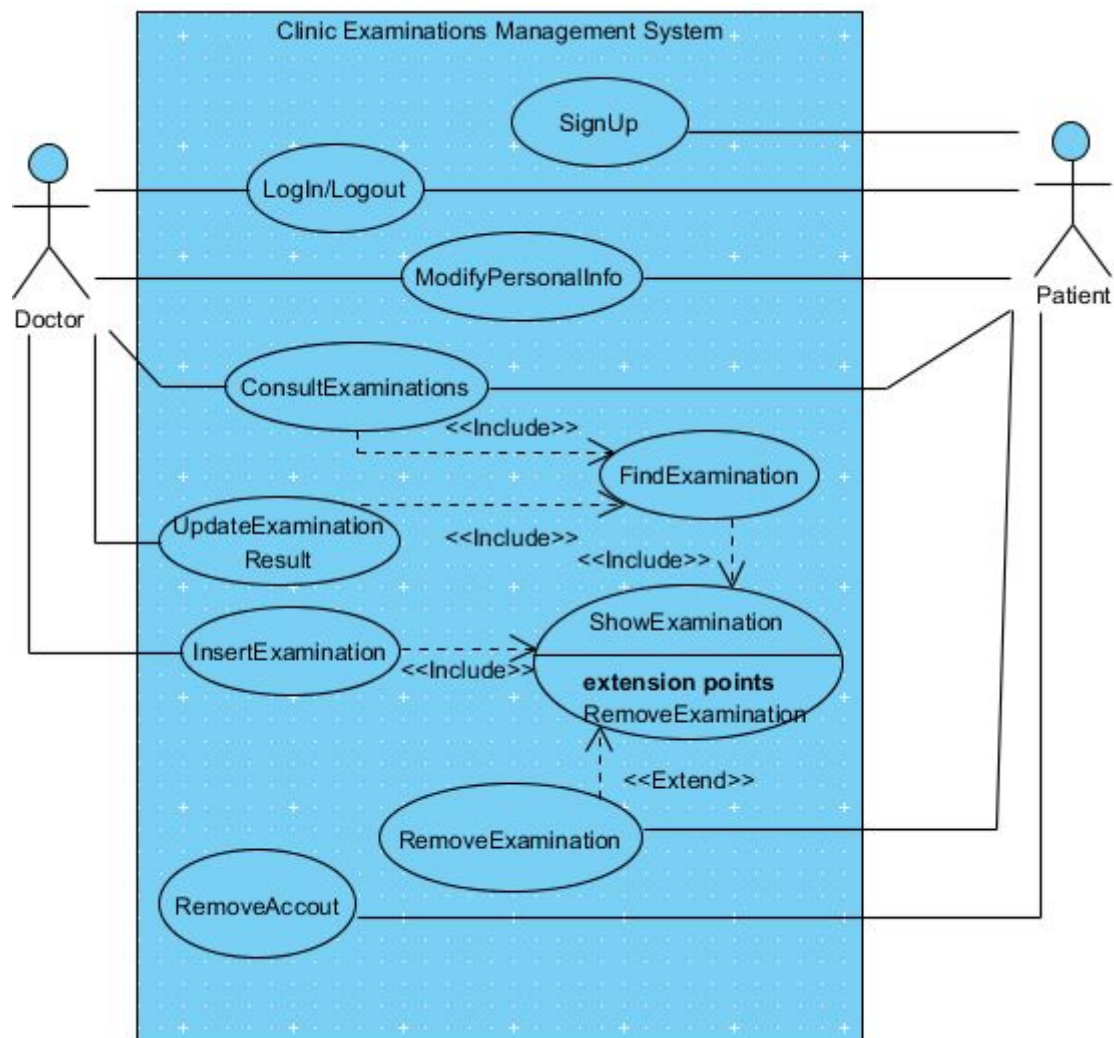 Clinic Examinations Management System
SignUp
LogIn/Logout
ModifyPersonalInfo
Doctor
Patient
ConsultExaminations
<<Include>>
FindExamination
UpdateExamination
Result
<<Include>>
<<Include>>
ShowExamination
InsertExamination
<<Include>>
extension points
RemoveExamination
<<Extend>>
RemoveExamination
RemoveAccout